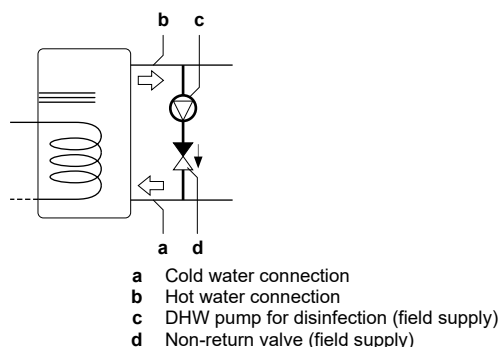 b c
a d
a Cold water connection
b Hot water connection
c DHW pump for disinfection (field supply)
d Non-return valve (field supply)